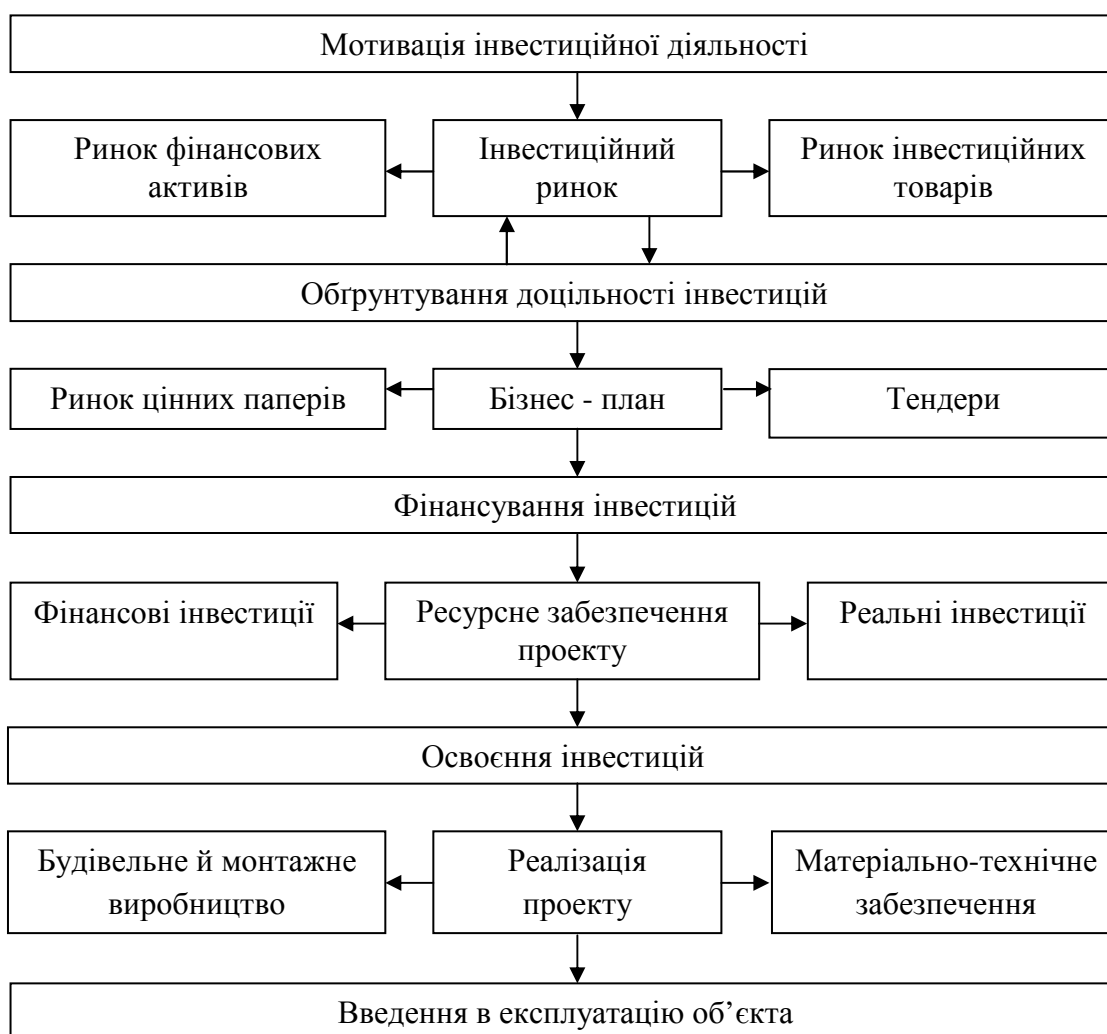 Мотивація інвестиційної діяльності
Ринок фінансових
активів
Інвестиційний
ринок
Ринок інвестиційних
товарів
Обґрунтування доцільності інвестицій
Ринок цінних паперів
Бізнес - план
Тендери
Фінансування інвестицій
Фінансові інвестиції
Ресурсне забезпечення
проекту
Реальні інвестиції
Освоєння інвестицій
Будівельне й монтажне
виробництво
Реалізація
проекту
Матеріально-технічне
забезпечення
Введення в експлуатацію об’єкта